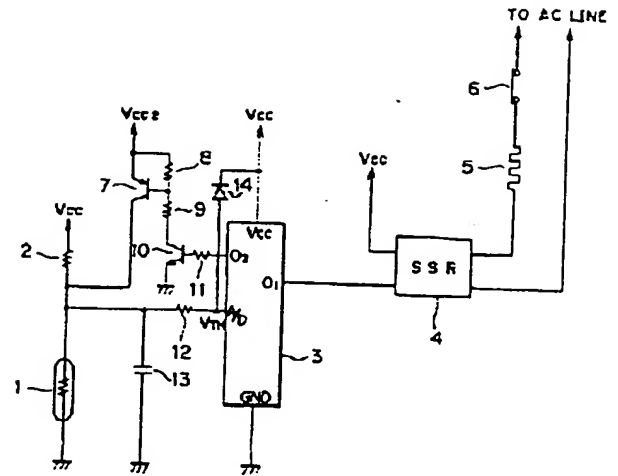 TO AC LINE
6
Vcc2
Vcc
8
7
14
Vcc
5
9
Vcc
2
Vcc
10
O2
SSR
11
O1
4
VTH
A/D
12
3
1
13
GND